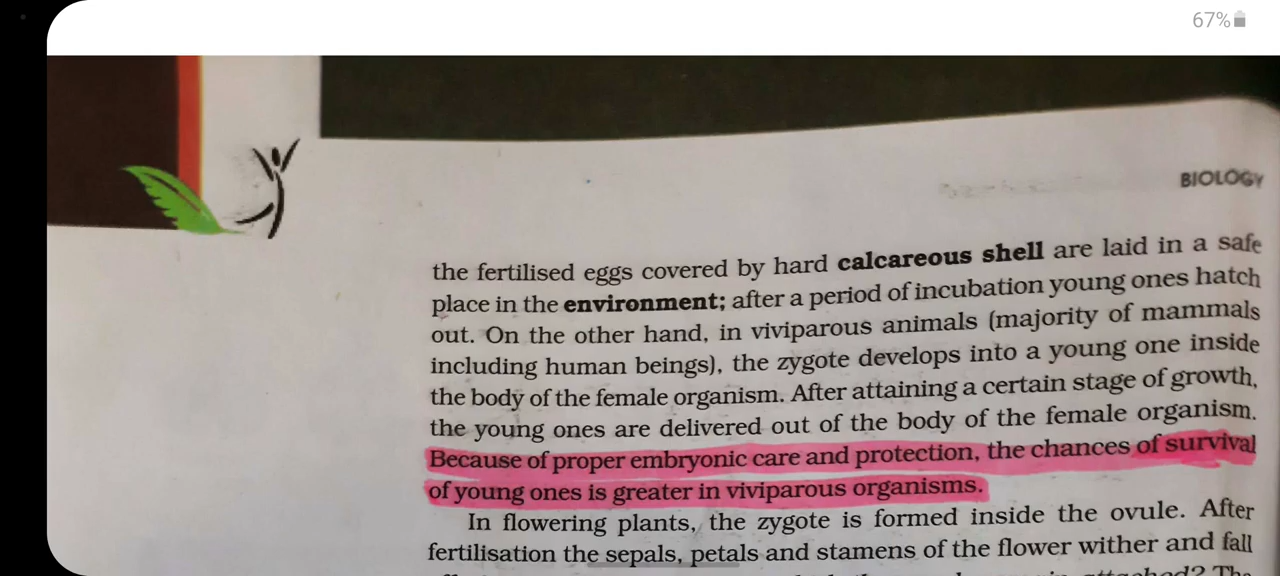 67%
BIOLOGY
the fertilised eggs covered by hard calcareous shell are laid in a safe
place in the environment; after a period of incubation young ones hatch
out. On the other hand, in viviparous animals (majority of mammals
including human beings), the zygote develops into a young one inside
the body of the female organism. After attaining a certain stage of growth,
the young ones are delivered out of the body of the female organism.
Because of proper embryonic care and protection, the chances of survival
of young ones is greater in viviparous organisms.
In flowering plants, the zygote is formed inside the ovule. After
fertilisation the sepals, petals and stamens of the flower wither and fall
attached? The